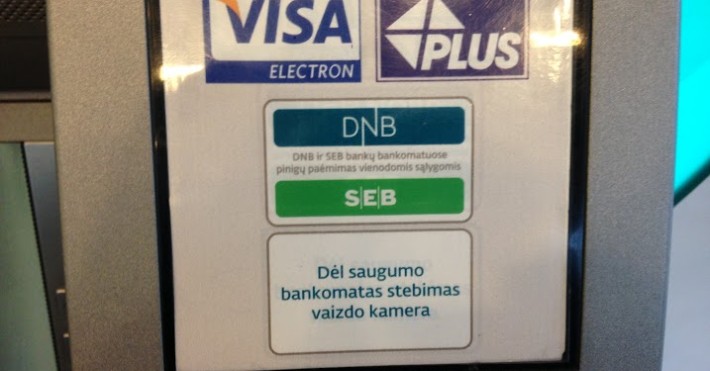 VISA
ELECTRON
PLUS
DNB
DNB ir SEB bankų bankomatuose
pinigų paėmimas vienodomis sąlygomis
SEB
Dėl saugumo
bankomatas stebimas
vaizdo kamera